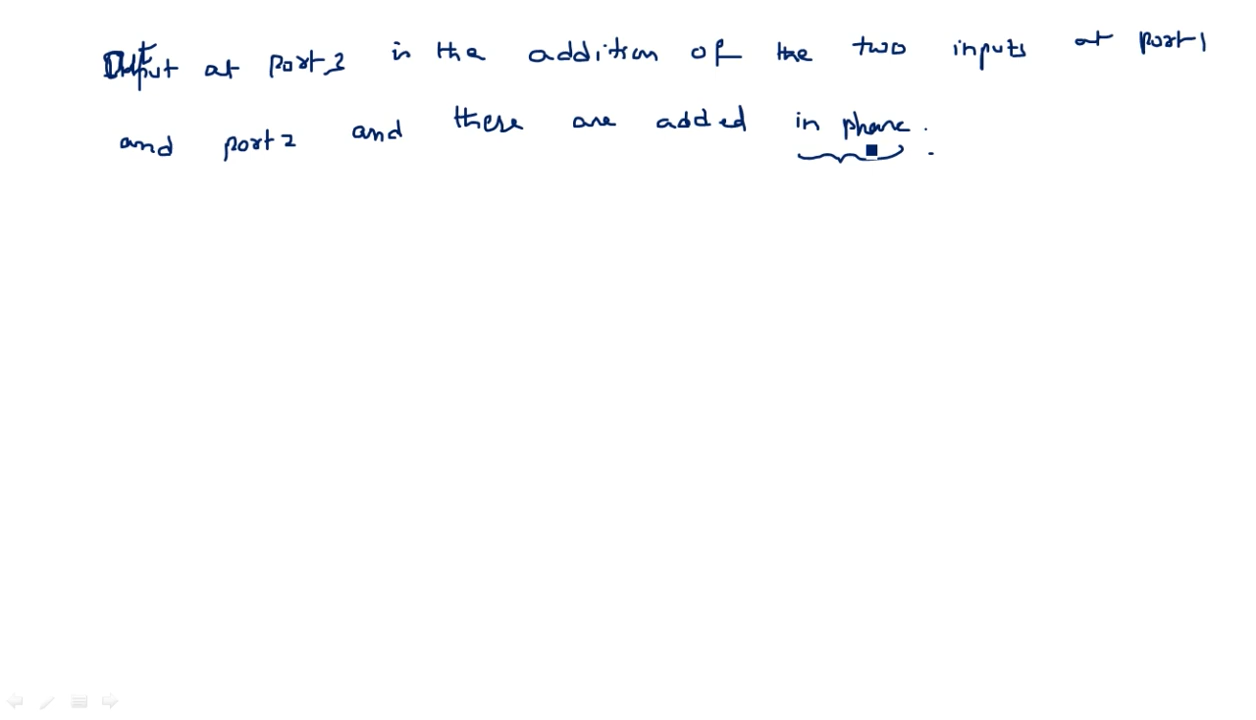 Output at port 3 is the addition of the two inputs at port 1
and port 2 and these are added in phase.